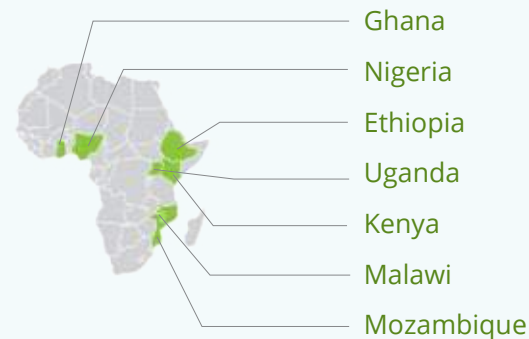 Ghana
Nigeria
Ethiopia
Uganda
Kenya
Malawi
Mozambique